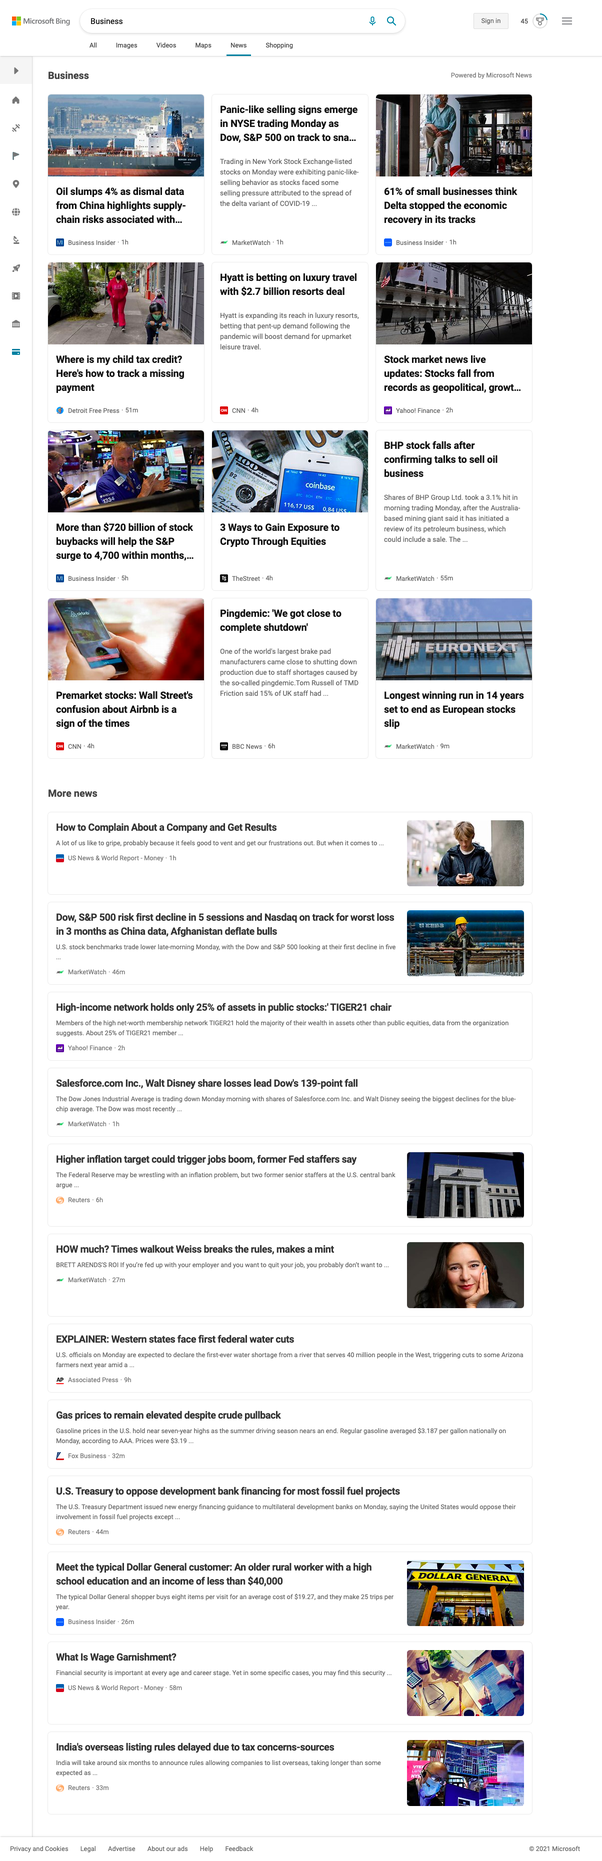 Microsoft Bing
Business
Sign in
45
All Images Videos Maps News Shopping
Business
Powered by Microsoft News
Oil slumps 4% as dismal data
from China highlights supply-
chain risks associated with...
Business Insider · 1h
Panic-like selling signs emerge
in NYSE trading Monday as
Dow, S&P 500 on track to sna...
Trading in New York Stock Exchange-listed
stocks on Monday were exhibiting panic-like-
selling behavior as stocks faced some
selling pressure attributed to the spread of
the delta variant of COVID-19 ...
MarketWatch · 1h
61% of small businesses think
Delta stopped the economic
recovery in its tracks
Business Insider · 1h
Where is my child tax credit?
Here's how to track a missing
payment
Detroit Free Press · 51m
Hyatt is betting on luxury travel
with $2.7 billion resorts deal
Hyatt is expanding its reach in luxury resorts,
betting that pent-up demand following the
pandemic will boost demand for upmarket
leisure travel.
CNN · 4h
Stock market news live
updates: Stocks fall from
records as geopolitical, growt...
Yahoo! Finance · 2h
More than $720 billion of stock
buybacks will help the S&P
surge to 4,700 within months,...
Business Insider · 5h
coinbase
116,17 US$
0,84 US$
3 Ways to Gain Exposure to
Crypto Through Equities
TheStreet · 4h
BHP stock falls after
confirming talks to sell oil
business
Shares of BHP Group Ltd. took a 3.1% hit in
morning trading Monday, after the Australia-
based mining giant said it has initiated a
review of its petroleum business, which
could include a sale. The ...
MarketWatch · 55m
Premarket stocks: Wall Street's
confusion about Airbnb is a
sign of the times
CNN · 4h
Pingdemic: 'We got close to
complete shutdown'
One of the world's largest brake pad
manufacturers came close to shutting down
production due to staff shortages caused by
the so-called pingdemic.Tom Russell of TMD
Friction said 15% of UK staff had ...
BBC News · 6h
EURONEXT
Longest winning run in 14 years
set to end as European stocks
slip
MarketWatch · 9m
More news
How to Complain About a Company and Get Results
A lot of us like to gripe, probably because it feels good to vent and get our frustrations out. But when it comes to ...
US News & World Report - Money · 1h
Dow, S&P 500 risk first decline in 5 sessions and Nasdaq on track for worst loss
in 3 months as China data, Afghanistan deflate bulls
U.S. stock benchmarks trade lower late-morning Monday, with the Dow and S&P 500 looking at their first decline in five
...
MarketWatch · 46m
High-income network holds only 25% of assets in public stocks:' TIGER21 chair
Members of the high net-worth membership network TIGER21 hold the majority of their wealth in assets other than public equities, data from the organization
suggests. About 25% of TIGER21 member ...
Yahoo! Finance · 2h
Salesforce.com Inc., Walt Disney share losses lead Dow's 139-point fall
The Dow Jones Industrial Average is trading down Monday morning with shares of Salesforce.com Inc. and Walt Disney seeing the biggest declines for the blue-
chip average. The Dow was most recently ...
MarketWatch · 1h
Higher inflation target could trigger jobs boom, former Fed staffers say
The Federal Reserve may be wrestling with an inflation problem, but two former senior staffers at the U.S. central bank
argue ...
Reuters · 6h
HOW much? Times walkout Weiss breaks the rules, makes a mint
BRETT ARENDS'S ROI If you're fed up with your employer and you want to quit your job, you probably don't want to ...
MarketWatch · 27m
EXPLAINER: Western states face first federal water cuts
U.S. officials on Monday are expected to declare the first-ever water shortage from a river that serves 40 million people in the West, triggering cuts to some Arizona
farmers next year amid a ...
AP Associated Press · 9h
Gas prices to remain elevated despite crude pullback
Gasoline prices in the U.S. hold near seven-year highs as the summer driving season nears an end. Regular gasoline averaged $3.187 per gallon nationally on
Monday, according to AAA. Prices were $3.19 ...
Fox Business · 32m
U.S. Treasury to oppose development bank financing for most fossil fuel projects
The U.S. Treasury Department issued new energy financing guidance to multilateral development banks on Monday, saying the United States would oppose their
involvement in fossil fuel projects except ...
Reuters · 44m
Meet the typical Dollar General customer: An older rural worker with a high
school education and an income of less than $40,000
The typical Dollar General shopper buys eight items per visit for an average cost of $19.27, and they make 25 trips per
year.
Business Insider · 26m
DOLLAR GENERAL
What Is Wage Garnishment?
Financial security is important at every age and career stage. Yet in some specific cases, you may find this security ...
US News & World Report - Money · 58m
India's overseas listing rules delayed due to tax concerns-sources
India will take around six months to announce rules allowing companies to list overseas, taking longer than some
expected as ...
Reuters · 33m
Privacy and Cookies Legal Advertise About our ads Help Feedback
© 2021 Microsoft